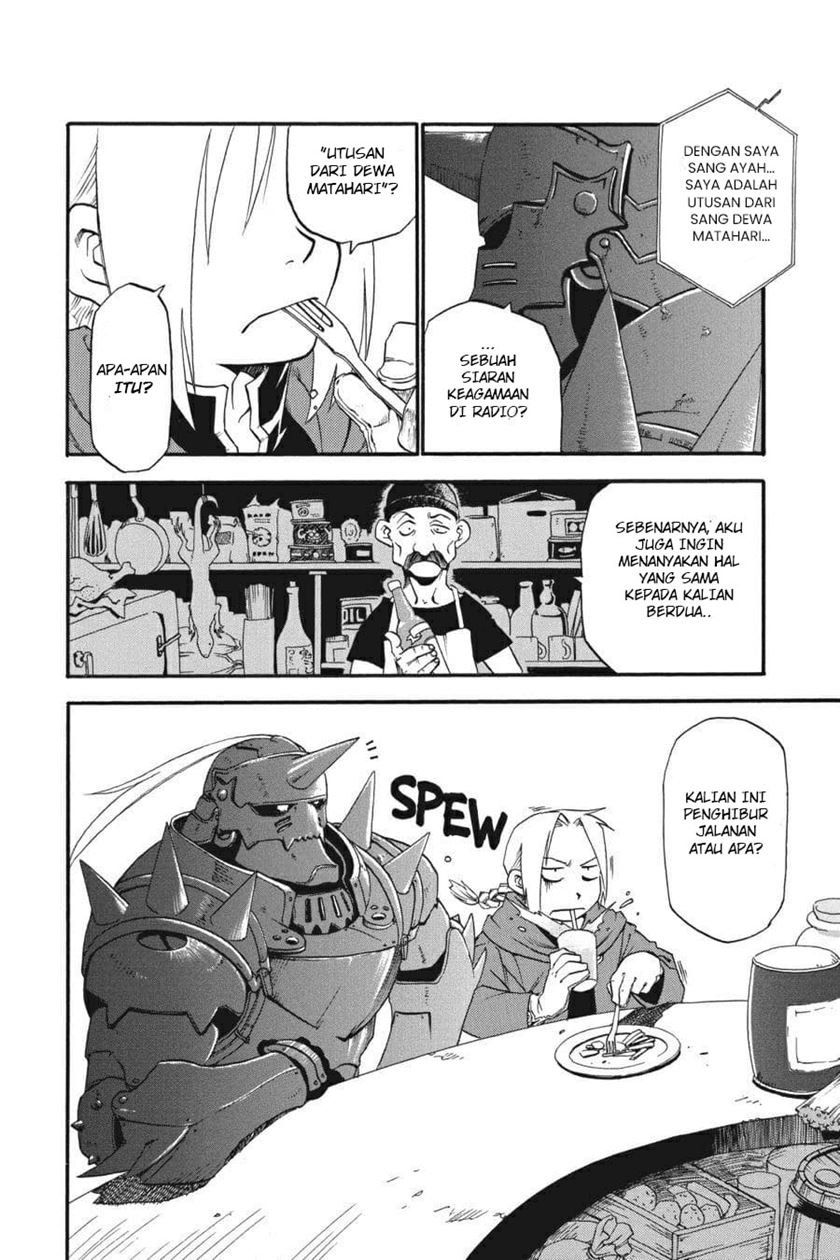 DENGAN SAYA
SANG AYAH...
SAYA ADALAH
UTUSAN DARI
SANG DEWA
MATAHARI...
...
SEBUAH
SIARAN
KEAGAMAAN
DI RADIO?
"UTUSAN
DARI DEWA
MATAHARI"?
APA-APAN
ITU?
SEBENARNYA, AKU
JUGA INGIN
MENANYAKAN HAL
YANG SAMA
KEPADA KALIAN
BERDUA..
OIL
KALIAN INI
PENGHIBUR
JALANAN
ATAU APA?
SPEW